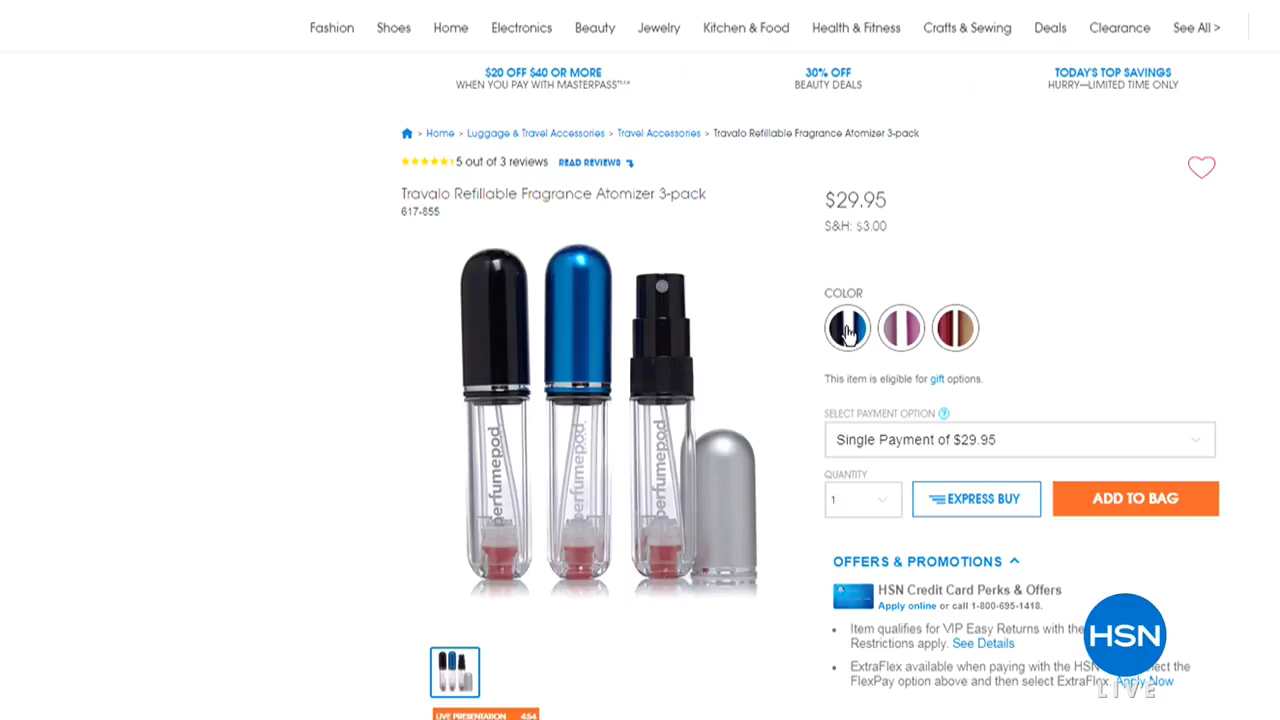 Fashion Shoes Home Electronics Beauty Jewelry Kitchen & Food Health & Fitness Crafts & Sewing Deals Clearance See All >
$20 OFF $40 OR MORE
WHEN YOU PAY WITH MASTERPASS™*
30% OFF
BEAUTY DEALS
TODAY'S TOP SAVINGS
HURRY—LIMITED TIME ONLY
> Home > Luggage & Travel Accessories > Travel Accessories > Travalo Refillable Fragrance Atomizer 3-pack
5 out of 3 reviews READ REVIEWS
Travalo Refillable Fragrance Atomizer 3-pack
617-855
perfumepod
perfumepod
perfumepod
LIVE PRESENTATION 4:54
$29.95
S&H: $3.00
COLOR
This item is eligible for gift options.
SELECT PAYMENT OPTION ?
Single Payment of $29.95
QUANTITY
1
EXPRESS BUY
ADD TO BAG
OFFERS & PROMOTIONS
HSN Credit Card Perks & Offers
Apply online or call 1-800-695-1418.
• Item qualifies for VIP Easy Returns with the
Restrictions apply. See Details
• ExtraFlex available when paying with the HSN the
FlexPay option above and then select ExtraFlex. Apply Now
HSN
LIVE